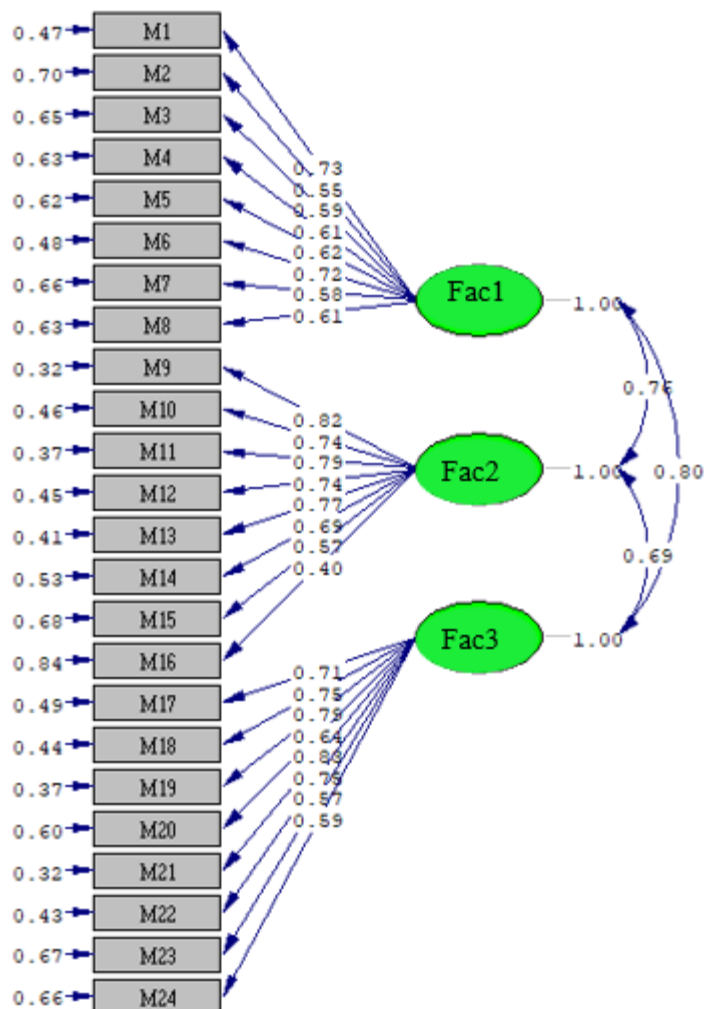 0.47 M1
0.70 M2
0.65 M3
0.63 M4
0.62 M5
0.48 M6
0.66 M7
0.63 M8
0.32 M9
0.46 M10
0.37 M11
0.45 M12
0.41 M13
0.53 M14
0.68 M15
0.84 M16
0.49 M17
0.44 M18
0.37 M19
0.60 M20
0.32 M21
0.43 M22
0.67 M23
0.66 M24
0.73
0.55
0.59
0.61
0.62
0.72
0.58
0.61
0.82
0.74
0.79
0.74
0.77
0.69
0.57
0.40
0.71
0.75
0.79
0.64
0.83
0.75
0.57
0.59
Fac1 1.00
Fac2 1.00
Fac3 1.00
0.76
0.80
0.69